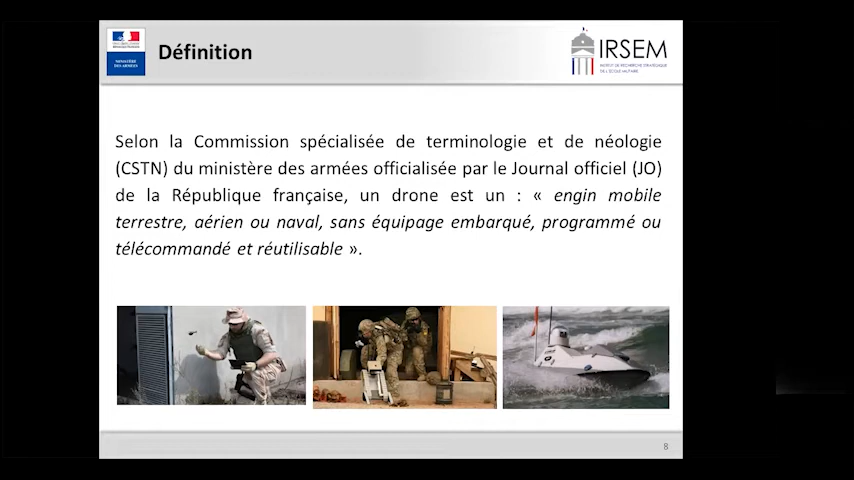 Définition
MINISTÈRE
DES ARMÉES
IRSEM
INSTITUT DE RECHERCHE STRATÉGIQUE
DE L'ÉCOLE MILITAIRE
Selon la Commission spécialisée de terminologie et de néologie
(CSTN) du ministère des armées officialisée par le Journal officiel (JO)
de la République française, un drone est un : « engin mobile
terrestre, aérien ou naval, sans équipage embarqué, programmé ou
télécommandé et réutilisable ».
8